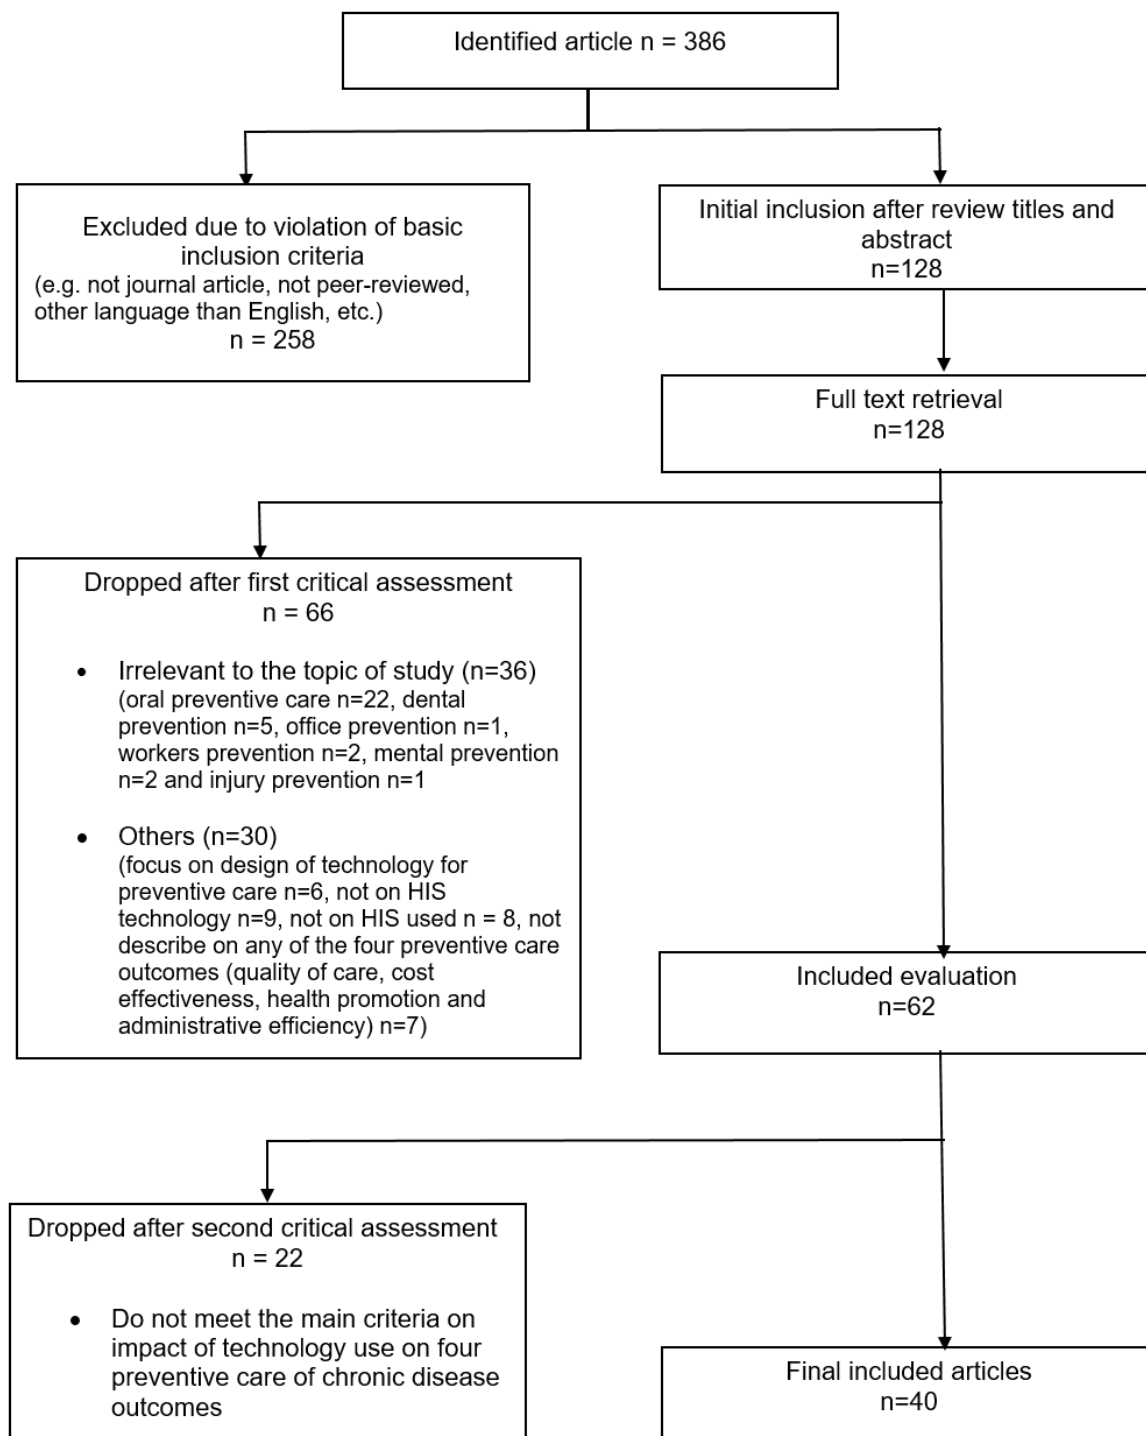 Identified article n = 386
Excluded due to violation of basic
inclusion criteria
(e.g. not journal article, not peer-reviewed,
other language than English, etc.)
n = 258
Initial inclusion after review titles and
abstract
n=128
Full text retrieval
n=128
Dropped after first critical assessment
n = 66
• Irrelevant to the topic of study (n=36)
(oral preventive care n=22, dental
prevention n=5, office prevention n=1,
workers prevention n=2, mental prevention
n=2 and injury prevention n=1
• Others (n=30)
(focus on design of technology for
preventive care n=6, not on HIS
technology n=9, not on HIS used n = 8, not
describe on any of the four preventive care
outcomes (quality of care, cost
effectiveness, health promotion and
administrative efficiency) n=7)
Included evaluation
n=62
Dropped after second critical assessment
n = 22
• Do not meet the main criteria on
impact of technology use on four
preventive care of chronic disease
outcomes
Final included articles
n=40